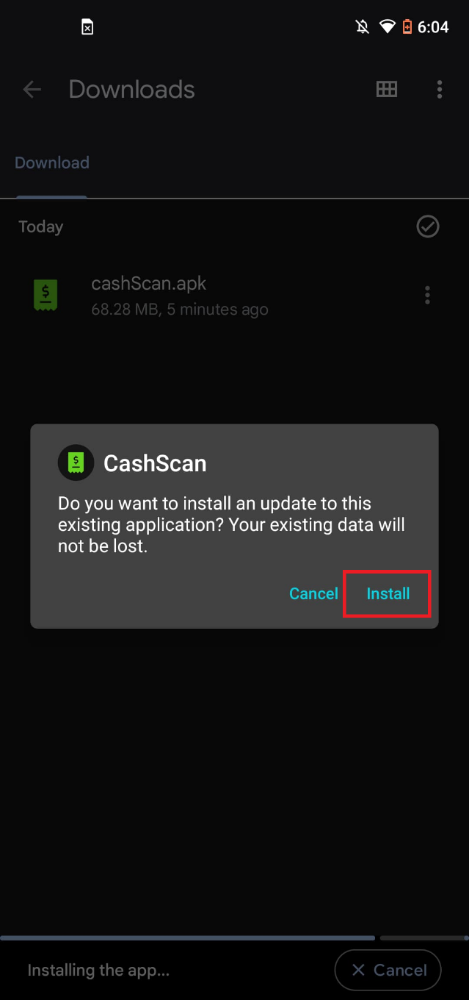 6:04
Downloads
Download
Today
cashScan.apk
68.28 MB, 5 minutes ago
$
$
CashScan
Do you want to install an update to this
existing application? Your existing data will
not be lost.
Cancel Install
Installing the app...
Cancel